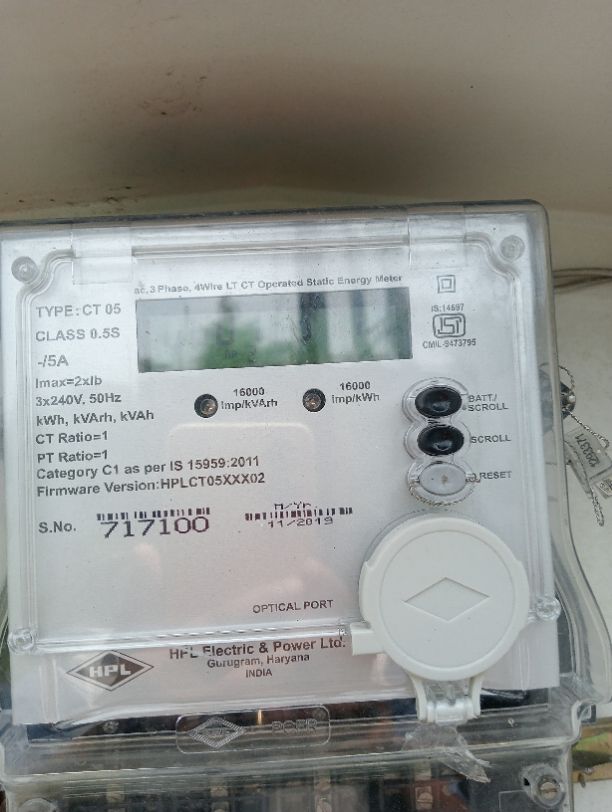 ac, 3 Phase, 4Wire LT CT Operated Static Energy Meter
TYPE: CT 05
CLASS 0.5S
-/5A
Imax=2xIb
3x240V, 50Hz
kWh, kVArh, kVAh
CT Ratio=1
PT Ratio=1
Category C1 as per IS 15959:2011
Firmware Version:HPLCT05XXX02
16000
Imp/kVArh
16000
Imp/kWh
IS:14697
CM/L-9473795
BATT./
SCROLL
SCROLL
RESET
S.No. 717100
M/Yr
11/2019
OPTICAL PORT
HPL
HPL Electric & Power Ltd.
Gurugram, Haryana
INDIA